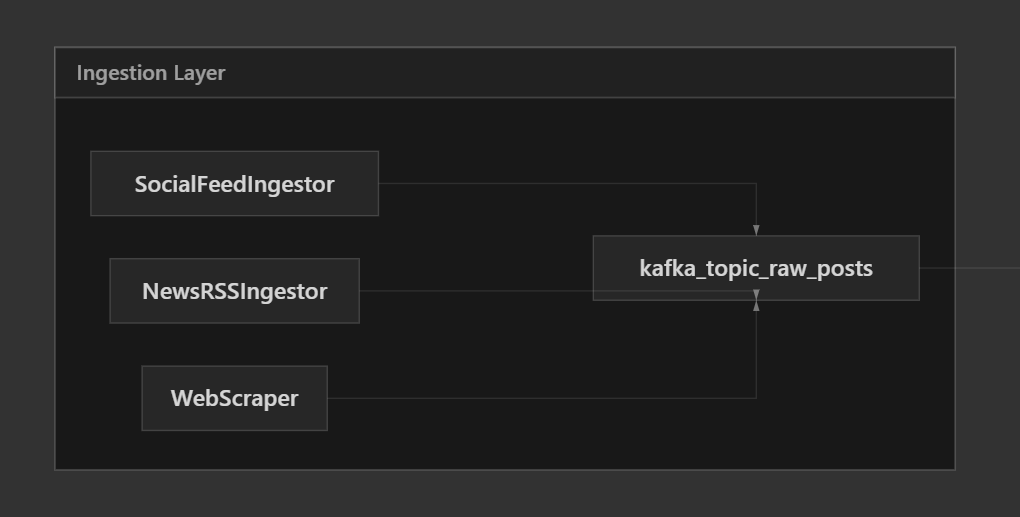 Ingestion Layer
SocialFeedIngestor
kafka_topic_raw_posts
NewsRSSIngestor
WebScraper